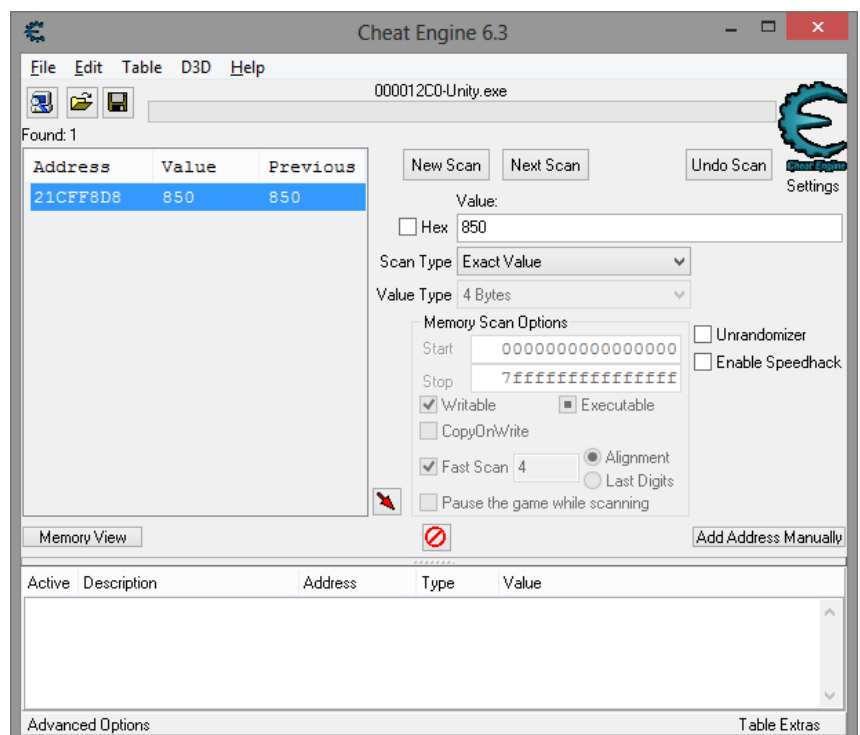 Cheat Engine 6.3
File Edit Table D3D Help
000012C0-Unity.exe
Found: 1
Address Value Previous
21CFF8D8 850 850
New Scan Next Scan Undo Scan
Cheat Engine
Settings
Value:
Hex 850
Scan Type Exact Value
Value Type 4 Bytes
Memory Scan Options
Start 0000000000000000
Stop 7fffffffffffffff
Unrandomizer
Enable Speedhack
Writable Executable
CopyOnWrite
Fast Scan 4 Alignment
Last Digits
Pause the game while scanning
Memory View Add Address Manually
Active Description Address Type Value
Advanced Options Table Extras